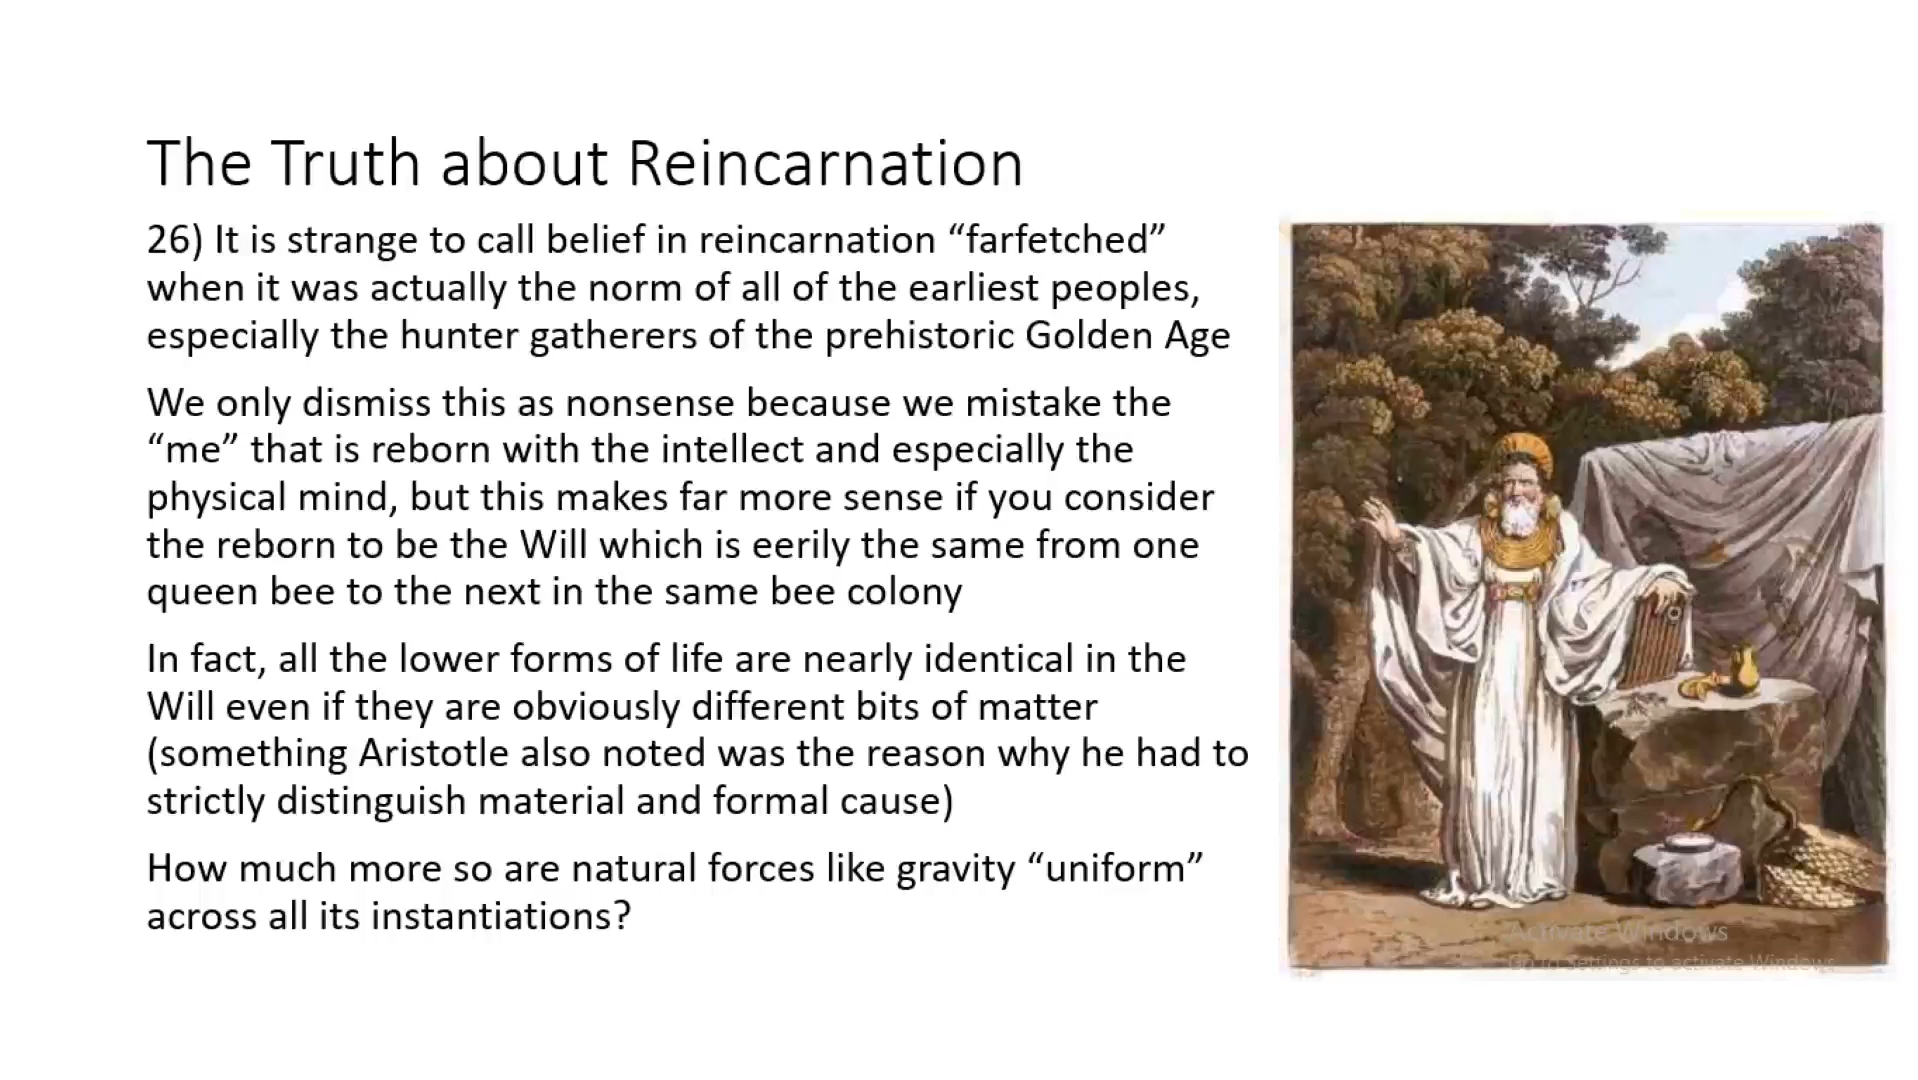 The Truth about Reincarnation
26) It is strange to call belief in reincarnation “farfetched”
when it was actually the norm of all of the earliest peoples,
especially the hunter gatherers of the prehistoric Golden Age
We only dismiss this as nonsense because we mistake the
“me” that is reborn with the intellect and especially the
physical mind, but this makes far more sense if you consider
the reborn to be the Will which is eerily the same from one
queen bee to the next in the same bee colony
In fact, all the lower forms of life are nearly identical in the
Will even if they are obviously different bits of matter
(something Aristotle also noted was the reason why he had to
strictly distinguish material and formal cause)
How much more so are natural forces like gravity “uniform”
across all its instantiations?
Activate Windows
Go to Settings to activate Windows.